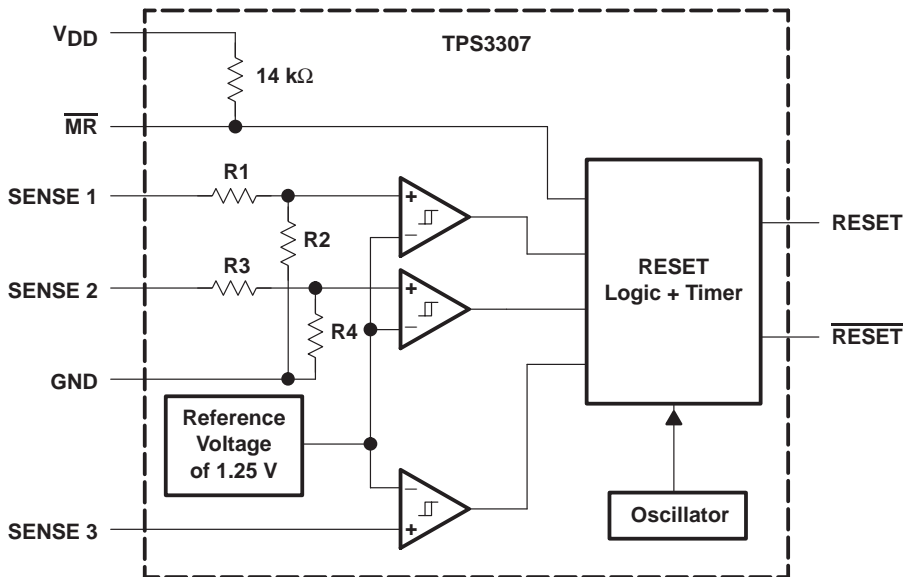 TPS3307
VDD
14 kΩ
MR
SENSE 1
R1
+
−
R2
R3
SENSE 2
+
−
R4
GND
Reference
Voltage
of 1.25 V
−
+
SENSE 3
RESET
Logic + Timer
Oscillator
RESET
RESET